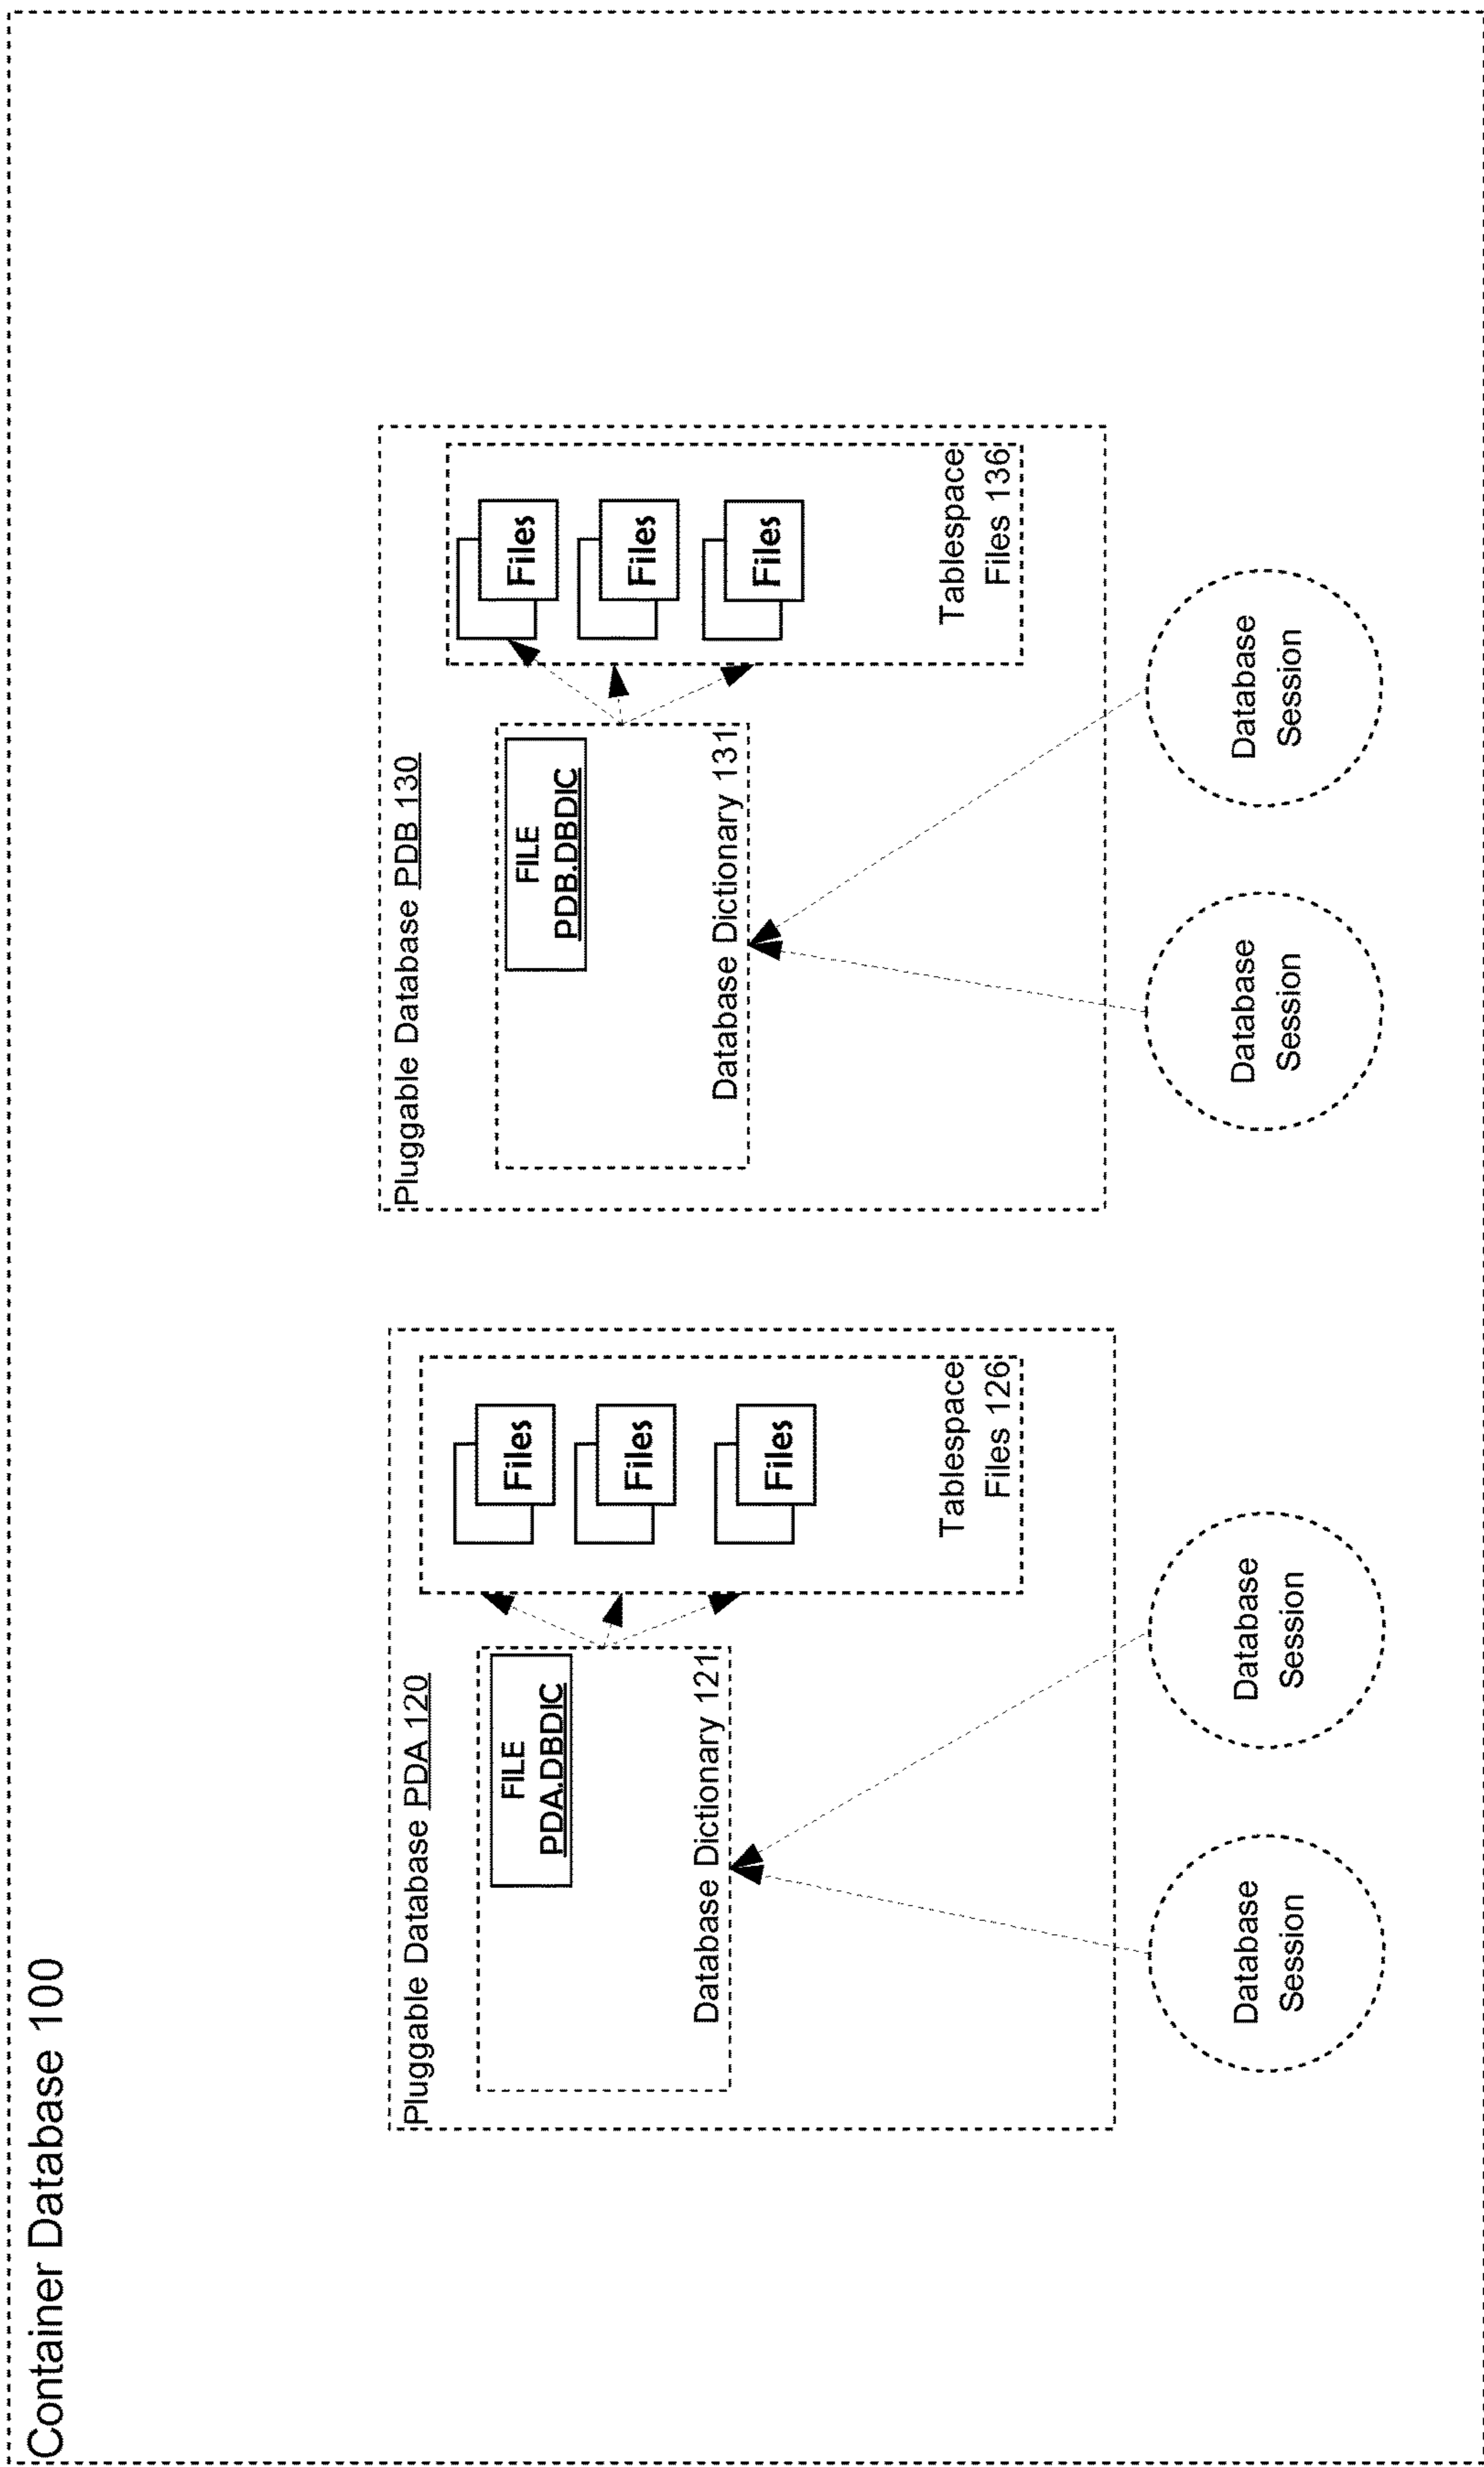 Container Database 100
Pluggable Database PDA 120
FILE
PDA.DBDIC
Database Dictionary 121
Files
Files
Files
Tablespace
Files 126
Database
Session
Database
Session
Pluggable Database PDB 130
FILE
PDB.DBDIC
Database Dictionary 131
Files
Files
Files
Tablespace
Files 136
Database
Session
Database
Session